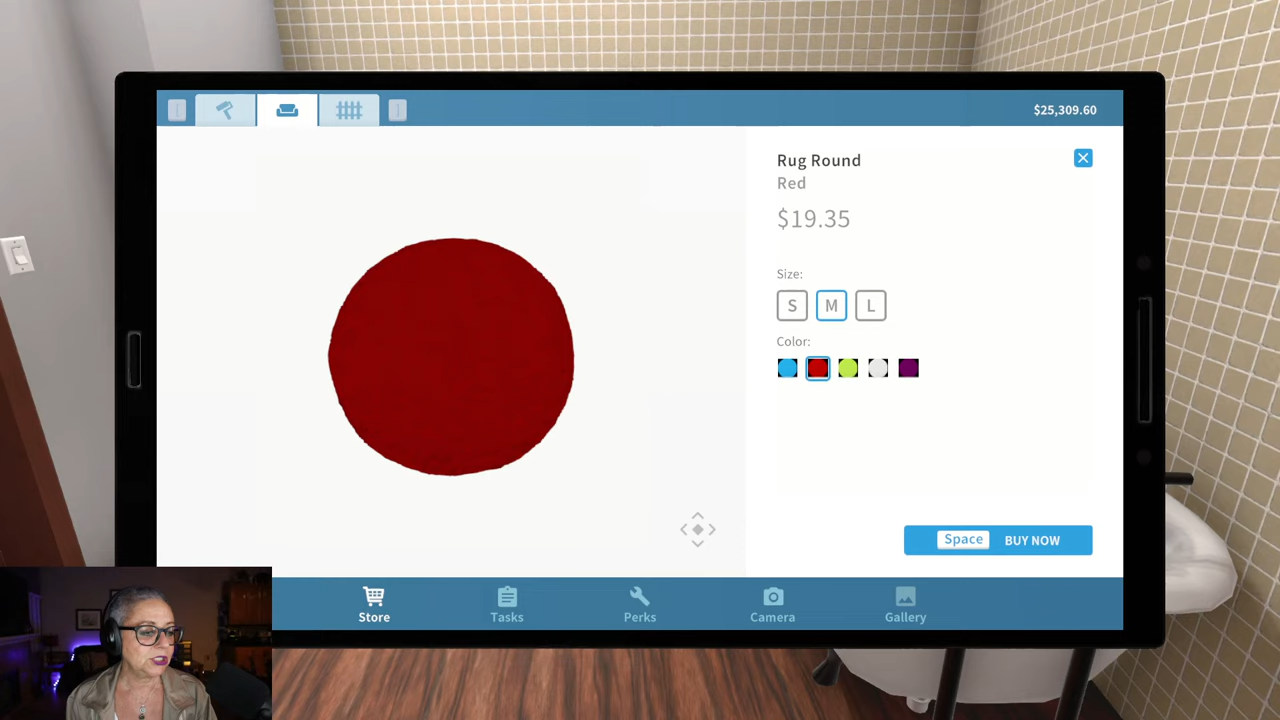 $25,309.60
Rug Round
Red
$19.35
Size:
S M L
Color:
Space BUY NOW
Store Tasks Perks Camera Gallery